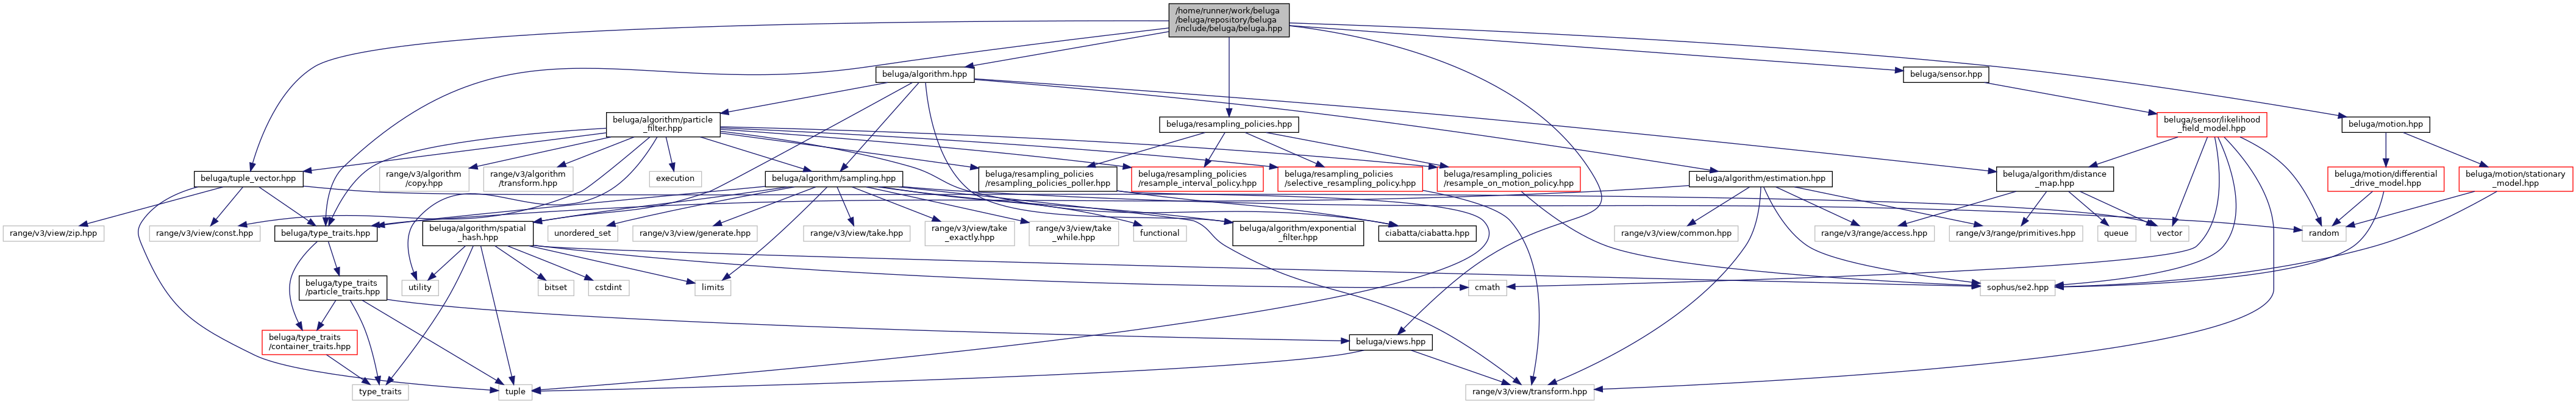 /home/runner/work/beluga
/beluga/repository/beluga
/include/beluga/beluga.hpp
beluga/algorithm.hpp
beluga/sensor.hpp
beluga/algorithm/particle
_filter.hpp
beluga/resampling_policies.hpp
beluga/sensor/likelihood
_field_model.hpp
beluga/motion.hpp
beluga/tuple_vector.hpp
range/v3/algorithm
/copy.hpp
range/v3/algorithm
/transform.hpp
execution
beluga/algorithm/sampling.hpp
beluga/resampling_policies
/resampling_policies_poller.hpp
beluga/resampling_policies
/resample_interval_policy.hpp
beluga/resampling_policies
/selective_resampling_policy.hpp
beluga/resampling_policies
/resample_on_motion_policy.hpp
beluga/algorithm/estimation.hpp
beluga/algorithm/distance
_map.hpp
beluga/motion/differential
_drive_model.hpp
beluga/motion/stationary
_model.hpp
range/v3/view/zip.hpp
range/v3/view/const.hpp
beluga/type_traits.hpp
beluga/algorithm/spatial
_hash.hpp
unordered_set
range/v3/view/generate.hpp
range/v3/view/take.hpp
range/v3/view/take
_exactly.hpp
range/v3/view/take
_while.hpp
functional
beluga/algorithm/exponential
_filter.hpp
ciabatta/ciabatta.hpp
range/v3/view/common.hpp
range/v3/range/access.hpp
range/v3/range/primitives.hpp
queue
vector
random
beluga/type_traits
/particle_traits.hpp
utility
bitset
cstdint
limits
cmath
sophus/se2.hpp
beluga/type_traits
/container_traits.hpp
beluga/views.hpp
type_traits
tuple
range/v3/view/transform.hpp